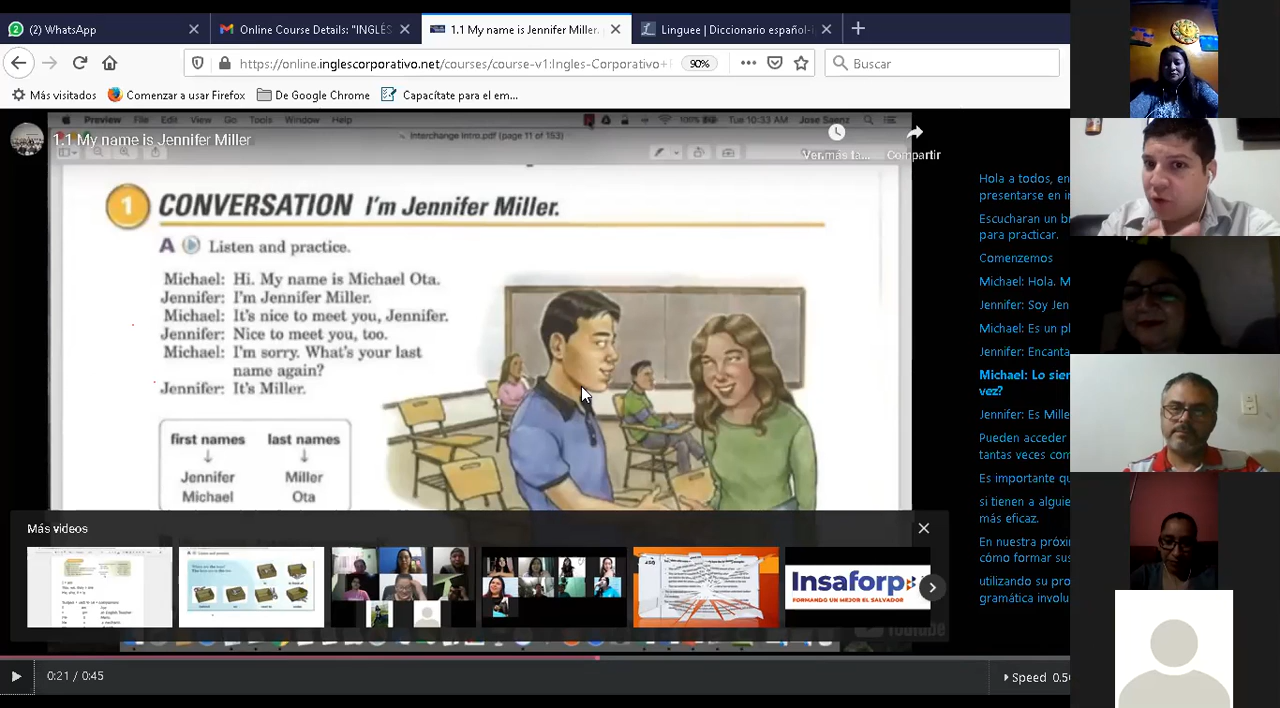 (2) WhatsApp
Online Course Details: "INGLÉS
1.1 My name is Jennifer Miller.
Linguee | Diccionario español-i
https://online.inglescorporativo.net/courses/course-v1:Ingles-Corporativo+I
90%
Buscar
Más visitados
Comenzar a usar Firefox
De Google Chrome
Capacítate para el em...
Preview File Edit View Go Tools Window Help
100% Tue 10:33 AM Jose Saenz
Interchange Intro.pdf (page 11 of 153)
1.1 My name is Jennifer Miller
Ver más ta...
Compartir
1 CONVERSATION I'm Jennifer Miller.
A Listen and practice.
Michael: Hi. My name is Michael Ota.
Jennifer: I'm Jennifer Miller.
Michael: It's nice to meet you, Jennifer.
Jennifer: Nice to meet you, too.
Michael: I'm sorry. What's your last
name again?
Jennifer: It's Miller.
first names last names
Jennifer Miller
Michael Ota
Más videos
Insaforp
FORMANDO UN MEJOR EL SALVADOR
YouTube
0:21 / 0:45
Speed 0.50
Hola a todos, en
presentarse en in
Escucharan un b
para practicar.
Comenzemos
Michael: Hola. M
Jennifer: Soy Jen
Michael: Es un pl
Jennifer: Encanta
Michael: Lo sien
vez?
Jennifer: Es Mille
Pueden acceder
tantas veces com
Es importante qu
si tienen a alguie
más eficaz.
En nuestra próxi
cómo formar sus
utilizando su pro
gramática involu